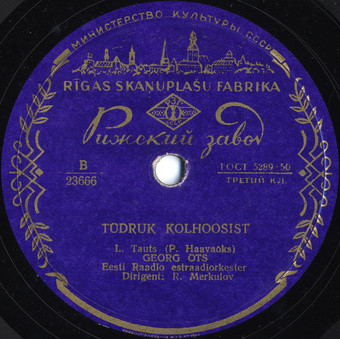 МИНИСТЕРСТВО КУЛЬТУРЫ СССР
RĪGAS SKAŅUPLAŠU FABRIKA
Рижский завод
В
23666
ГОСТ 5289-50
ТРЕТИЙ КЛ.
TÜDRUK KOLHOOSIST
L. Tauts (P. Haavaoks)
GEORG OTS
Eesti Raadio estraadiorkester
Dirigent: R. Merkulov